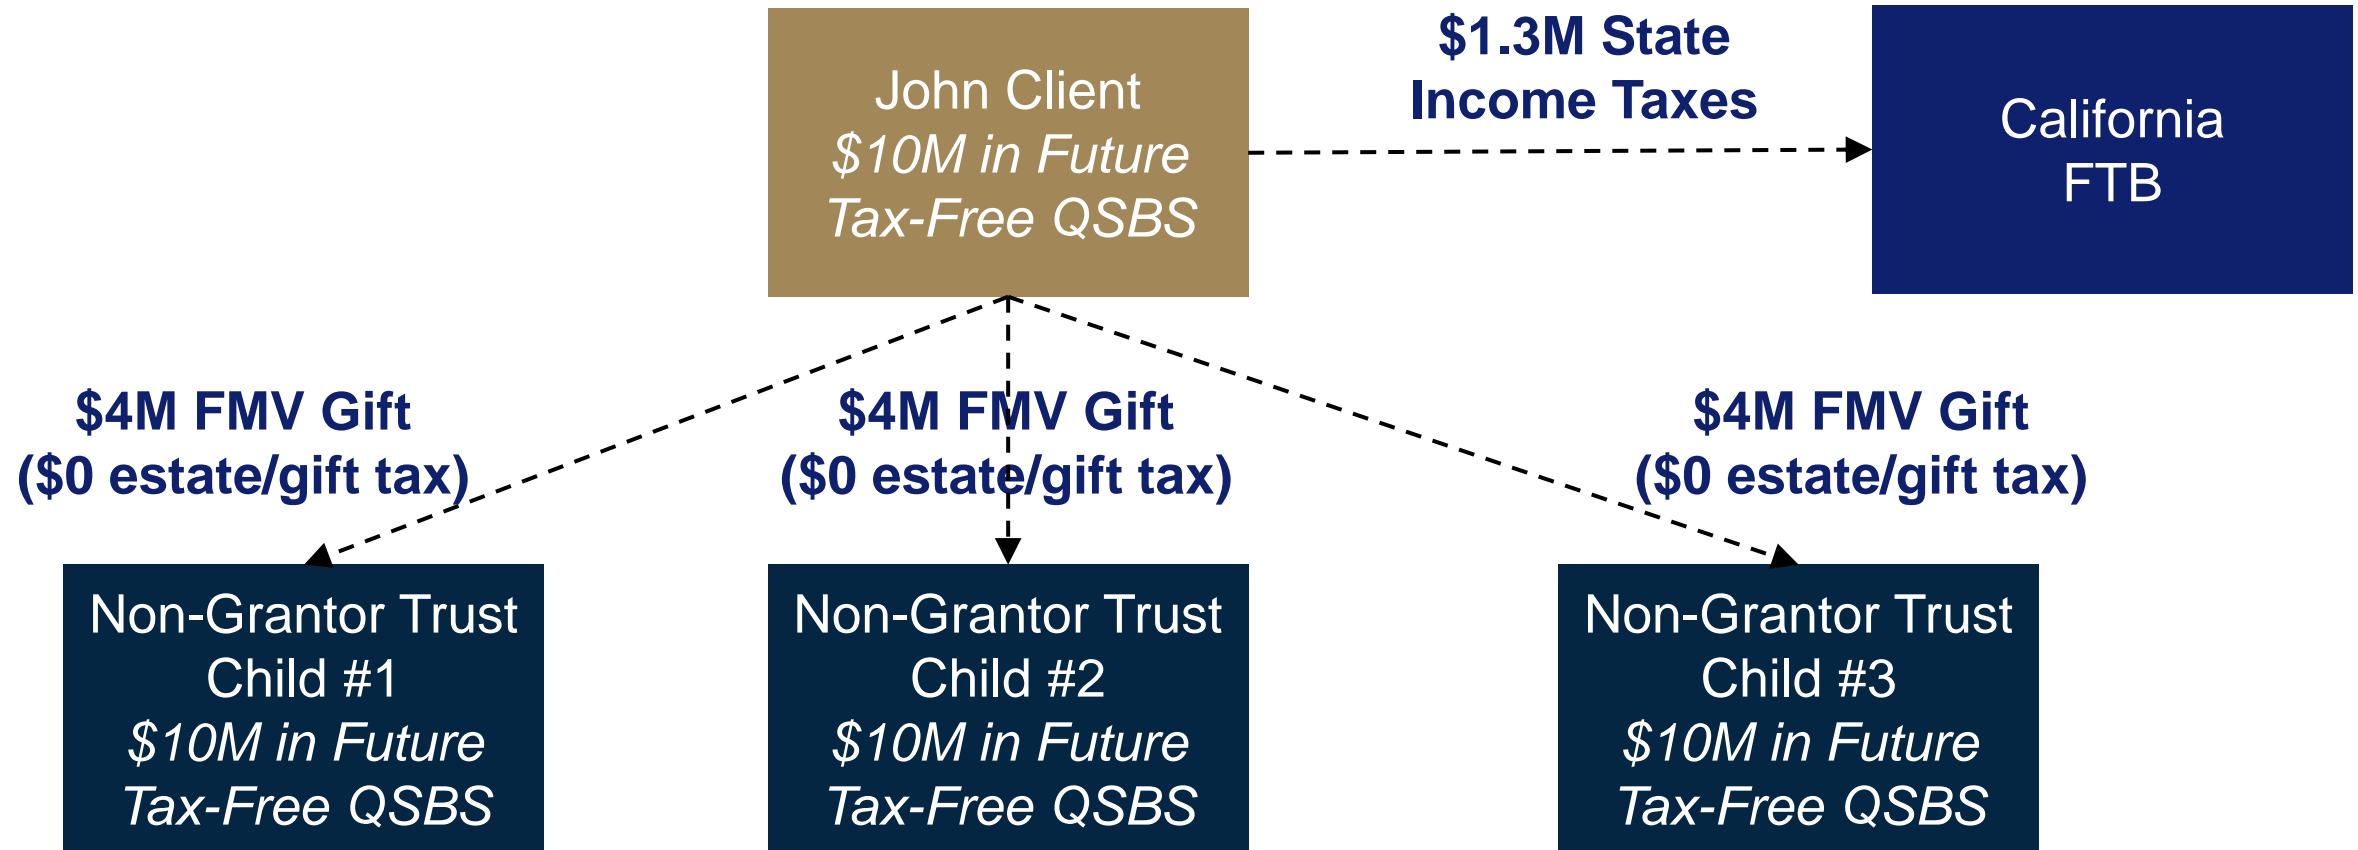 John Client
$10M in Future
Tax-Free QSBS
$1.3M State
Income Taxes
California
FTB
$4M FMV Gift
($0 estate/gift tax)
$4M FMV Gift
($0 estate/gift tax)
$4M FMV Gift
($0 estate/gift tax)
Non-Grantor Trust
Child #1
$10M in Future
Tax-Free QSBS
Non-Grantor Trust
Child #2
$10M in Future
Tax-Free QSBS
Non-Grantor Trust
Child #3
$10M in Future
Tax-Free QSBS